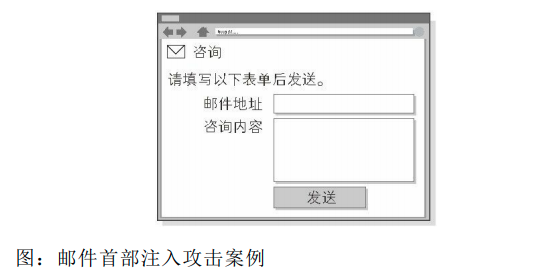 咨询
请填写以下表单后发送。
邮件地址
咨询内容
发送
图：邮件首部注入攻击案例